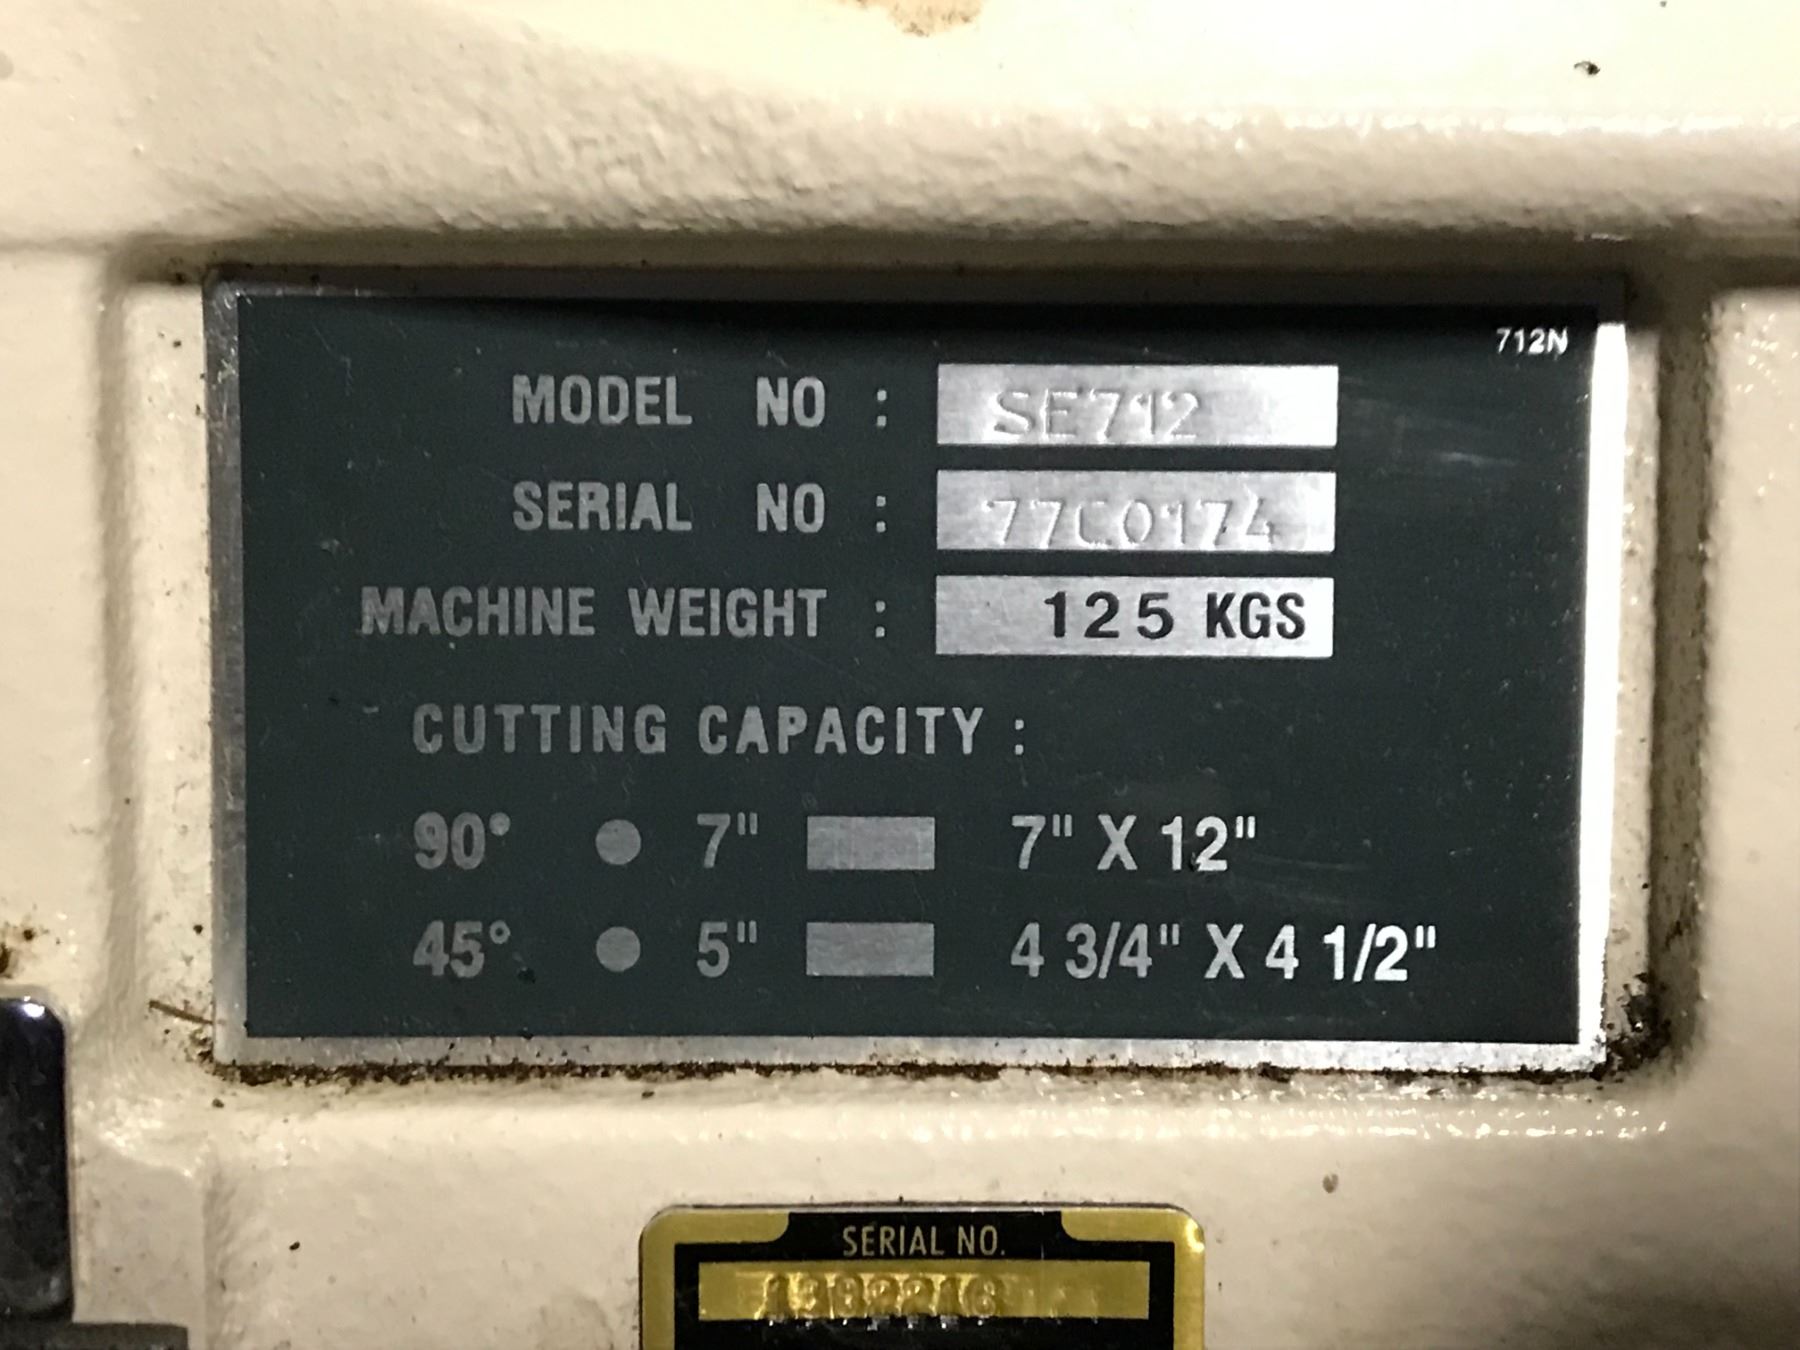 712N
MODEL NO : SE712
SERIAL NO : 77C0174
MACHINE WEIGHT : 125 KGS
CUTTING CAPACITY :
90° 7" 7" X 12"
45° 5" 4 3/4" X 4 1/2"
SERIAL NO.